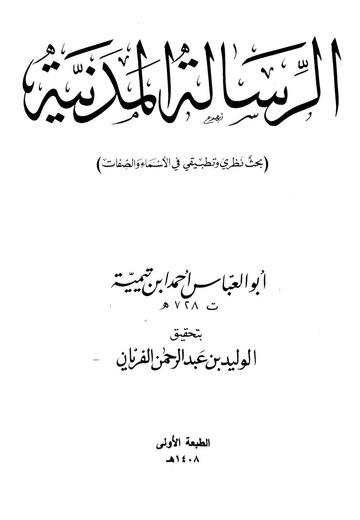 الرسالة المدنية
(بحث نظري وتطبيقي في الأسماء والصفات)
أبو العباس أحمد ابن تيمية
ت ٧٢٨ هـ
بتحقيق
الوليد بن عبد الرحمن الفريان
الطبعة الأولى
١٤٠٨هـ